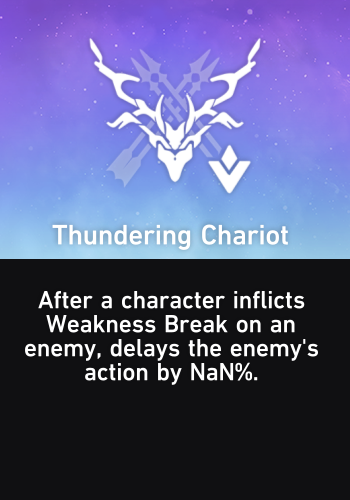 Thundering Chariot
After a character inflicts
Weakness Break on an
enemy, delays the enemy's
action by NaN%.